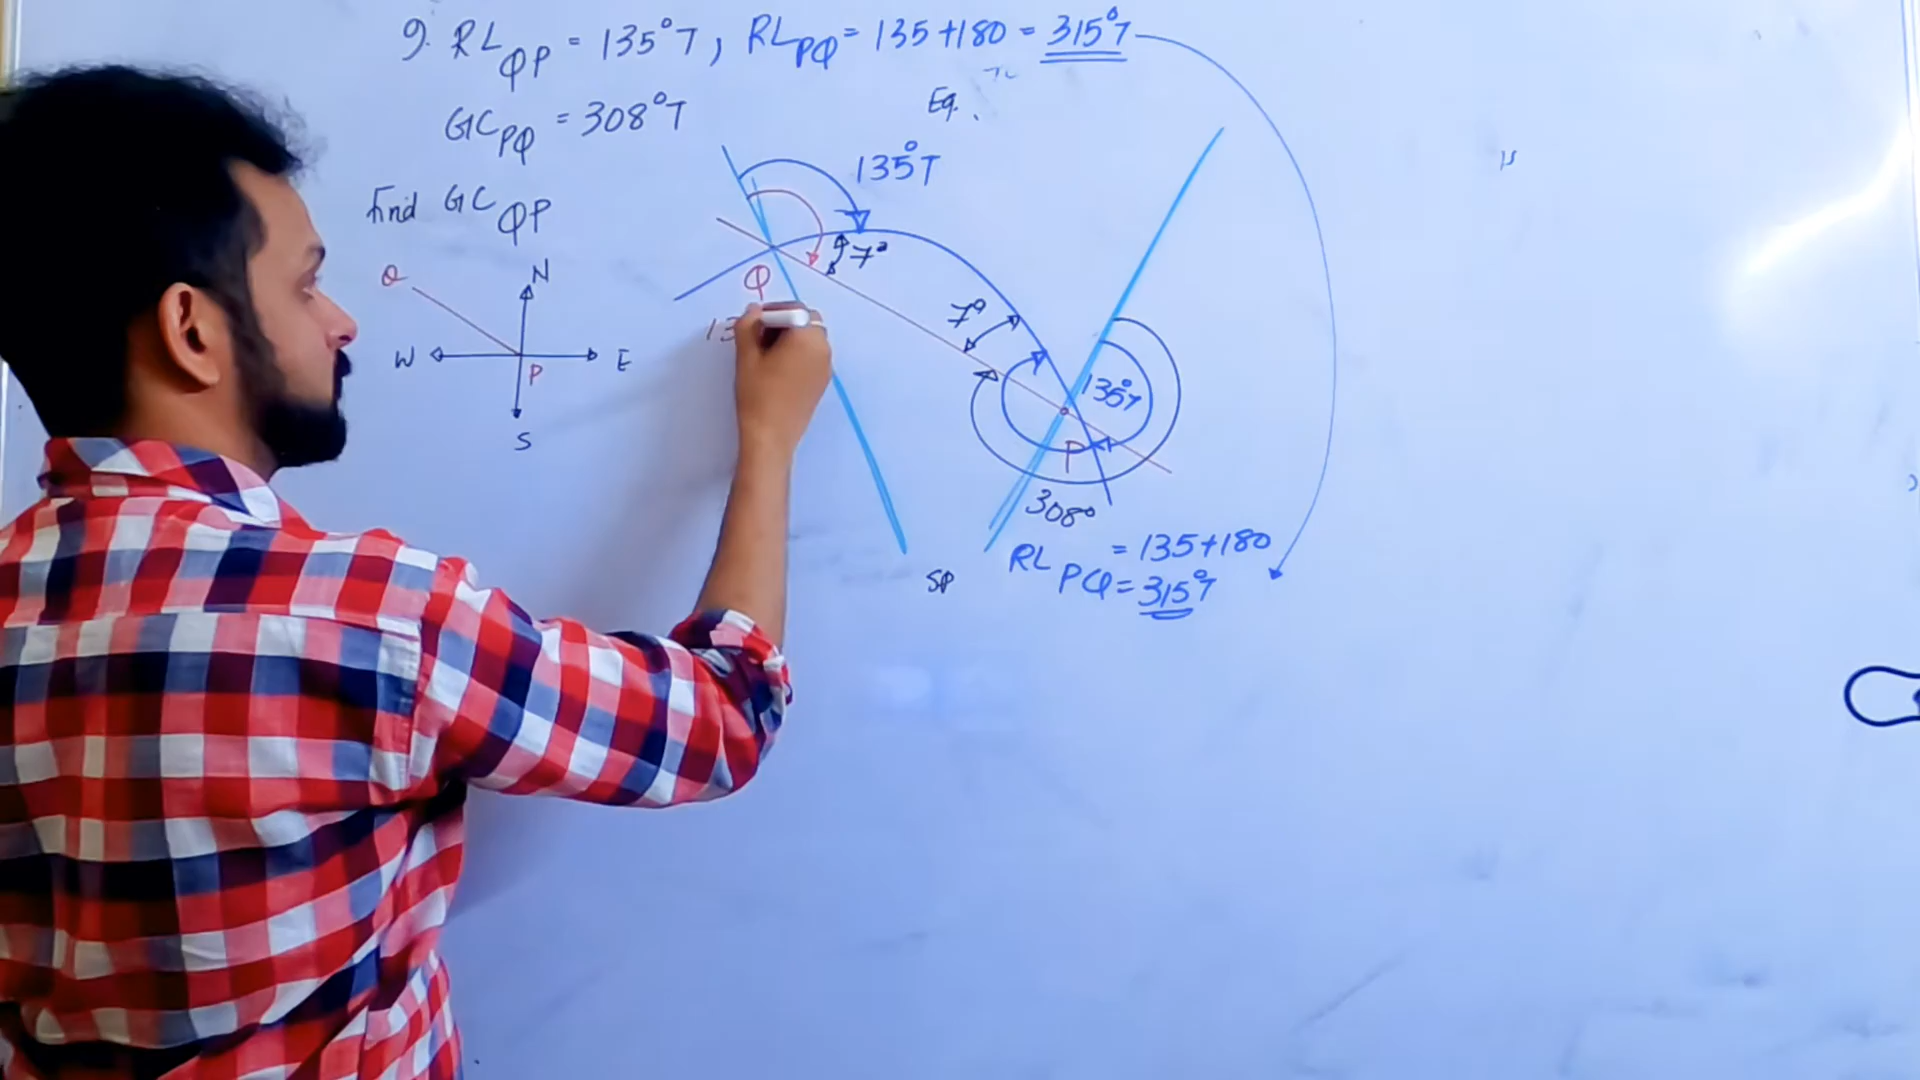 9. RL QP = 135°T, RL PQ = 135+180 = 315°T
GC PQ = 308°T
Eq.
find GC QP
135°T
7°
Q
N
W
E
P
S
Q
13
7°
135°T
P
308°
SP
RL PQ = 135+180
= 315°T